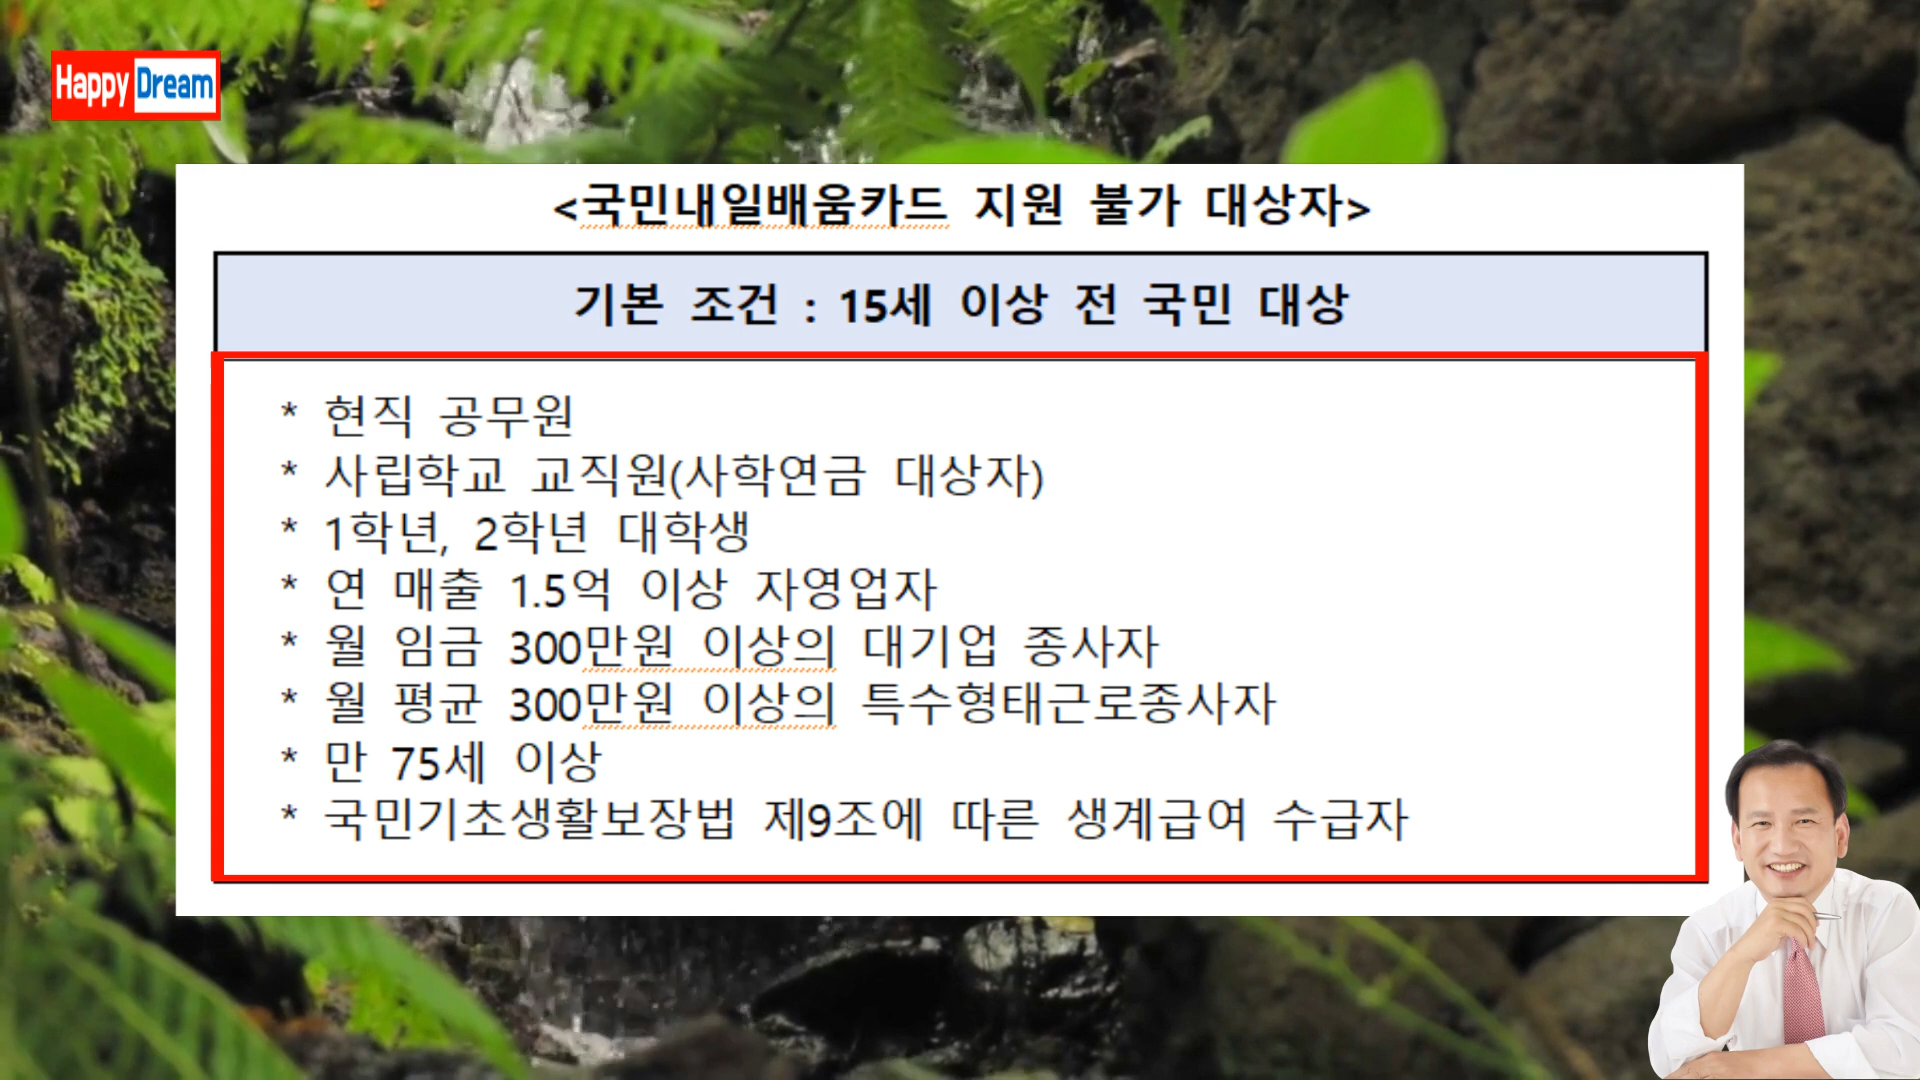 Happy Dream
<국민내일배움카드 지원 불가 대상자>
기본 조건 : 15세 이상 전 국민 대상
* 현직 공무원
* 사립학교 교직원(사학연금 대상자)
* 1학년, 2학년 대학생
* 연 매출 1.5억 이상 자영업자
* 월 임금 300만원 이상의 대기업 종사자
* 월 평균 300만원 이상의 특수형태근로종사자
* 만 75세 이상
* 국민기초생활보장법 제9조에 따른 생계급여 수급자